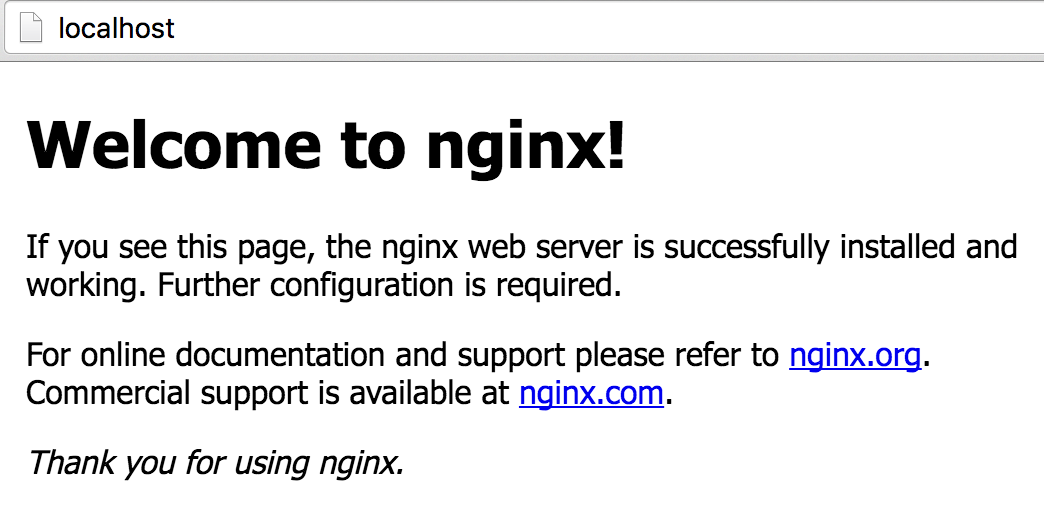 localhost
Welcome to nginx!
If you see this page, the nginx web server is successfully installed and
working. Further configuration is required.
For online documentation and support please refer to nginx.org.
Commercial support is available at nginx.com.
Thank you for using nginx.